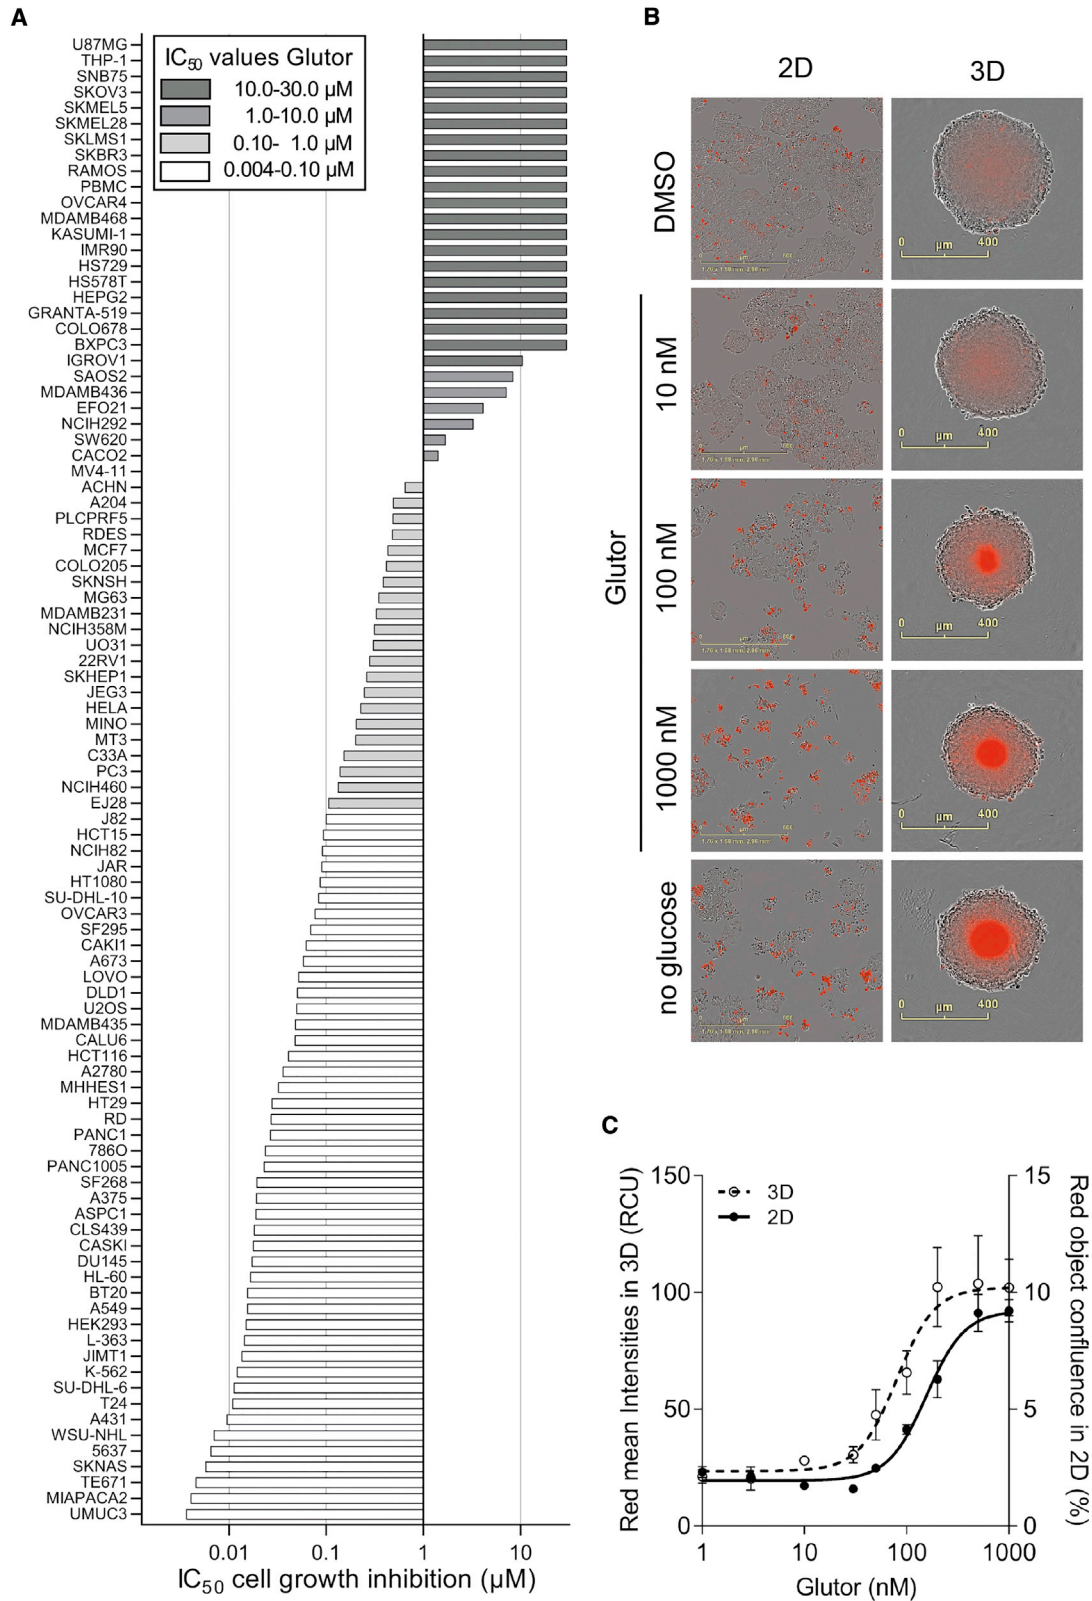 A
U87MG
THP-1
SNB75
SKOV3
SKMEL5
SKMEL28
SKLMS1
SKBR3
RAMOS
PBMC
OVCAR4
MDAMB468
KASUMI-1
IMR90
HS729
HS578T
HEPG2
GRANTA-519
COLO678
BXPC3
IGROV1
SAOS2
MDAMB436
EFO21
NCIH292
SW620
CACO2
MV4-11
ACHN
A204
PLCPRF5
RDES
MCF7
COLO205
SKNSH
MG63
MDAMB231
NCIH358M
UO31
22RV1
SKHEP1
JEG3
HELA
MINO
MT3
C33A
PC3
NCIH460
EJ28
J82
HCT15
NCIH82
JAR
HT1080
SU-DHL-10
OVCAR3
SF295
CAKI1
A673
LOVO
DLD1
U2OS
MDAMB435
CALU6
HCT116
A2780
MHHES1
HT29
RD
PANC1
786O
PANC1005
SF268
A375
ASPC1
CLS439
CASKI
DU145
HL-60
BT20
A549
HEK293
L-363
JIMT1
K-562
SU-DHL-6
T24
A431
WSU-NHL
5637
SKNAS
TE671
MIAPACA2
UMUC3
IC50 values Glutor
10.0-30.0 µM
1.0-10.0 µM
0.10- 1.0 µM
0.004-0.10 µM
0.01 0.1 1 10
IC50 cell growth inhibition (µM)
B
2D 3D
DMSO
0 µm 400
Glutor
10 nM
0 µm 400
100 nM
0 µm 400
1000 nM
0 µm 400
no glucose
0 µm 400
C
Red mean Intensities in 3D (RCU)
150
100
50
0
3D
2D
15
10
5
0
Red object confluence in 2D (%)
1 10 100 1000
Glutor (nM)